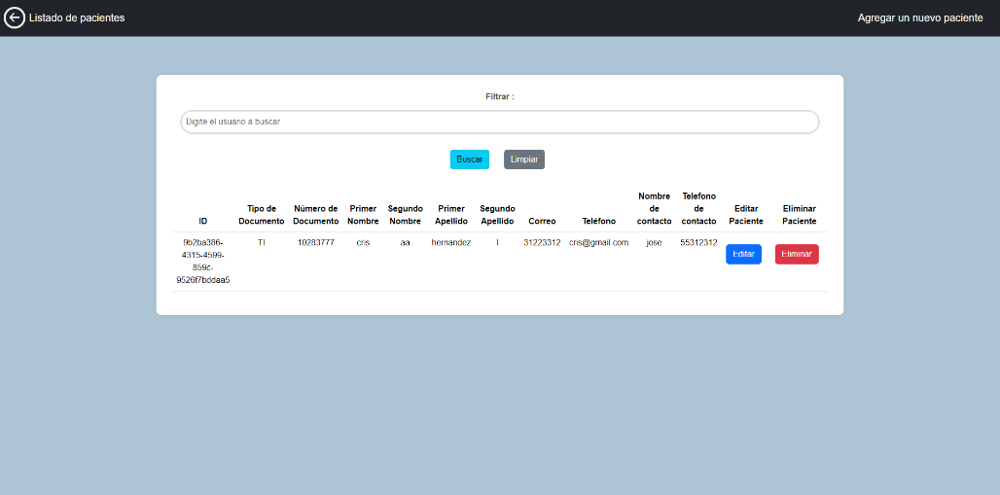 Listado de pacientes
Agregar un nuevo paciente
Filtrar :
Digite el usuario a buscar
Buscar
Limpiar
ID
Tipo de
Documento
Número de
Documento
Primer
Nombre
Segundo
Nombre
Primer
Apellido
Segundo
Apellido
Correo
Teléfono
Nombre
de
contacto
Telefono
de
contacto
Editar
Paciente
Eliminar
Paciente
9b2ba386-
4315-4599-
859c-
9526f7bddaa5
TI
10283777
cris
aa
hernandez
31223312
cris@gmail.com
jose
55312312
Editar
Eliminar